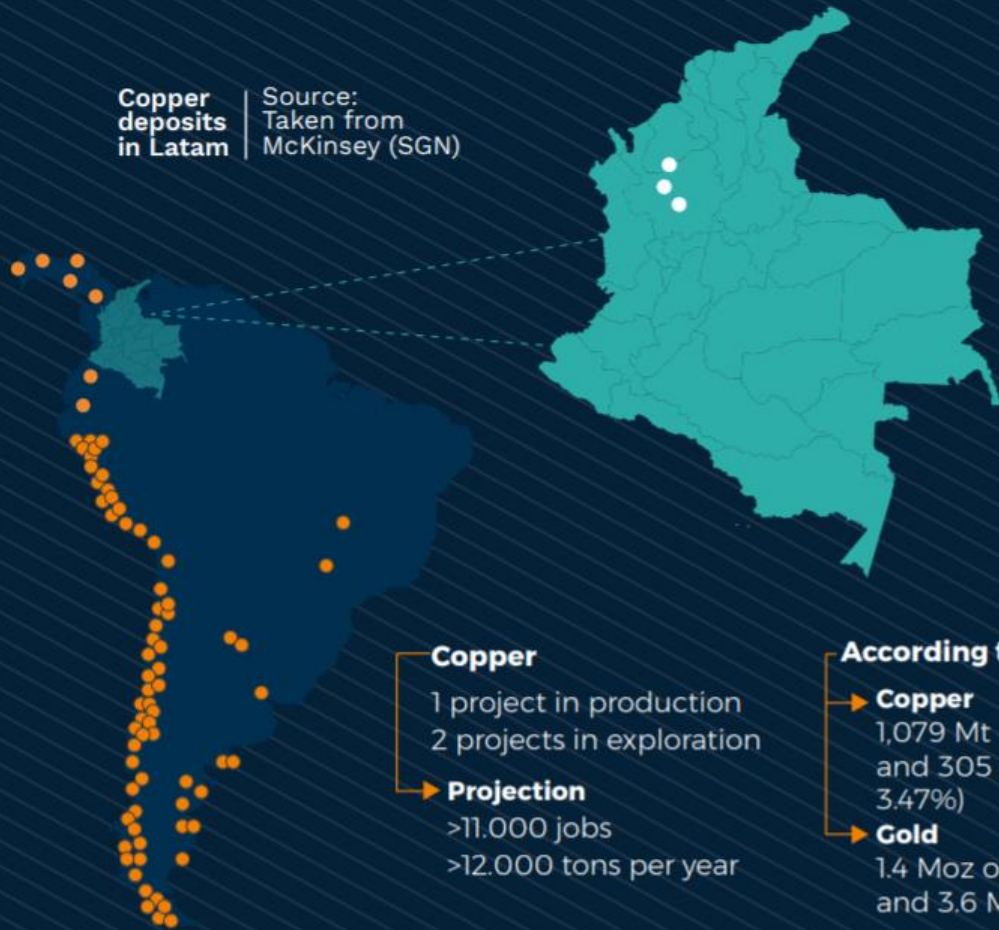 Copper
deposits
in Latam
Source:
Taken from
McKinsey (SGN)
Copper
1 project in production
2 projects in exploration
Projection
>11.000 jobs
>12.000 tons per year
According
Copper
1,079 Mt
and 305
3.47%)
Gold
1.4 Moz
and 3.6